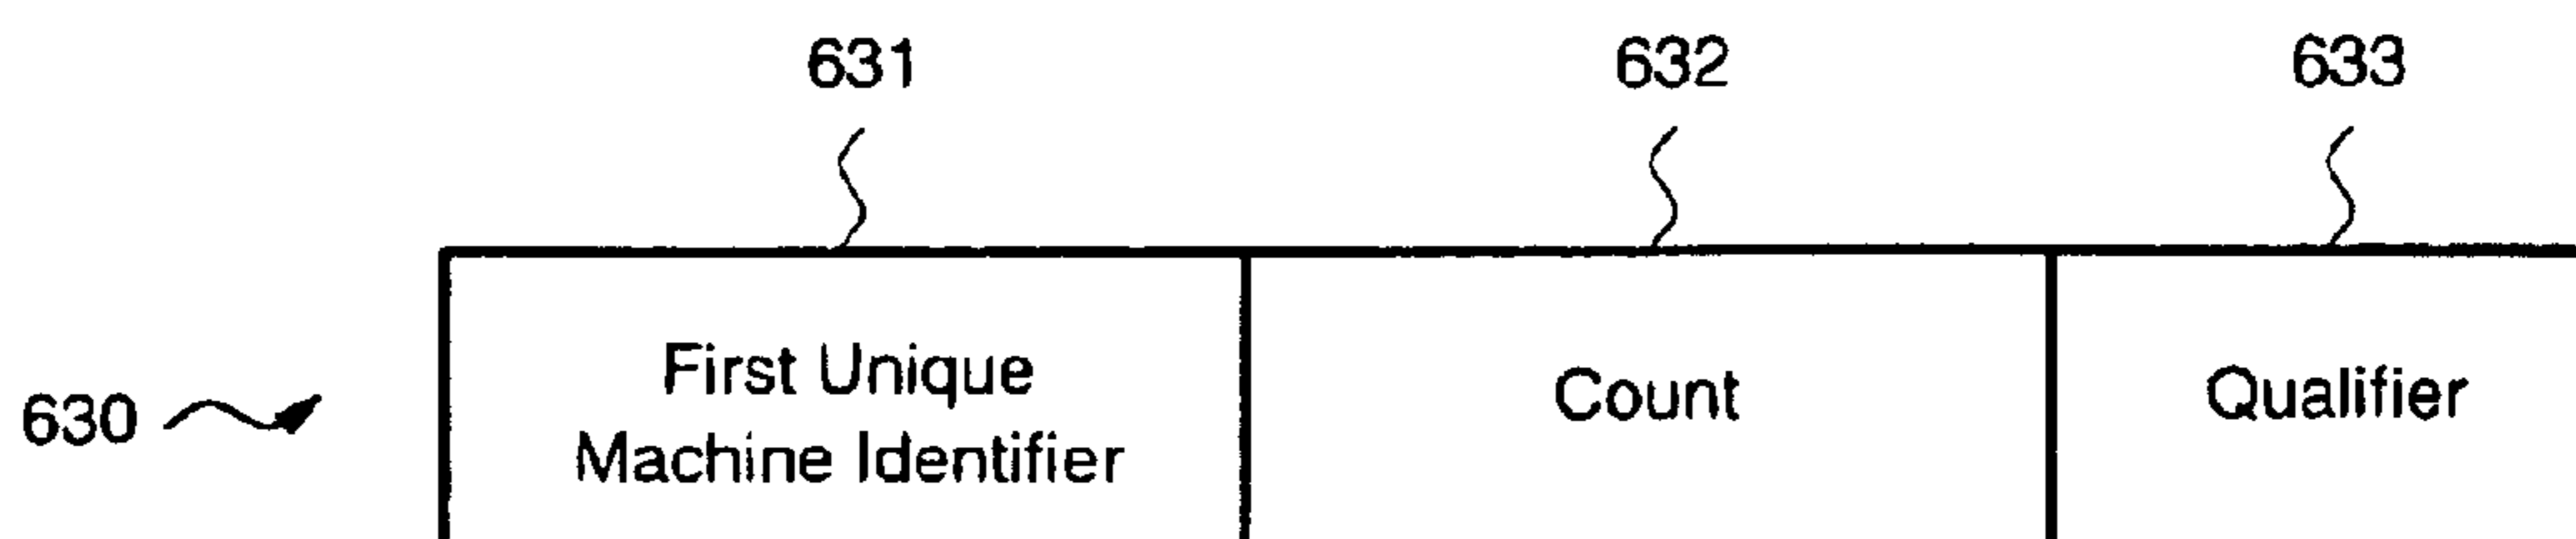 631 632 633
630
First Unique
Machine Identifier
Count
Qualifier